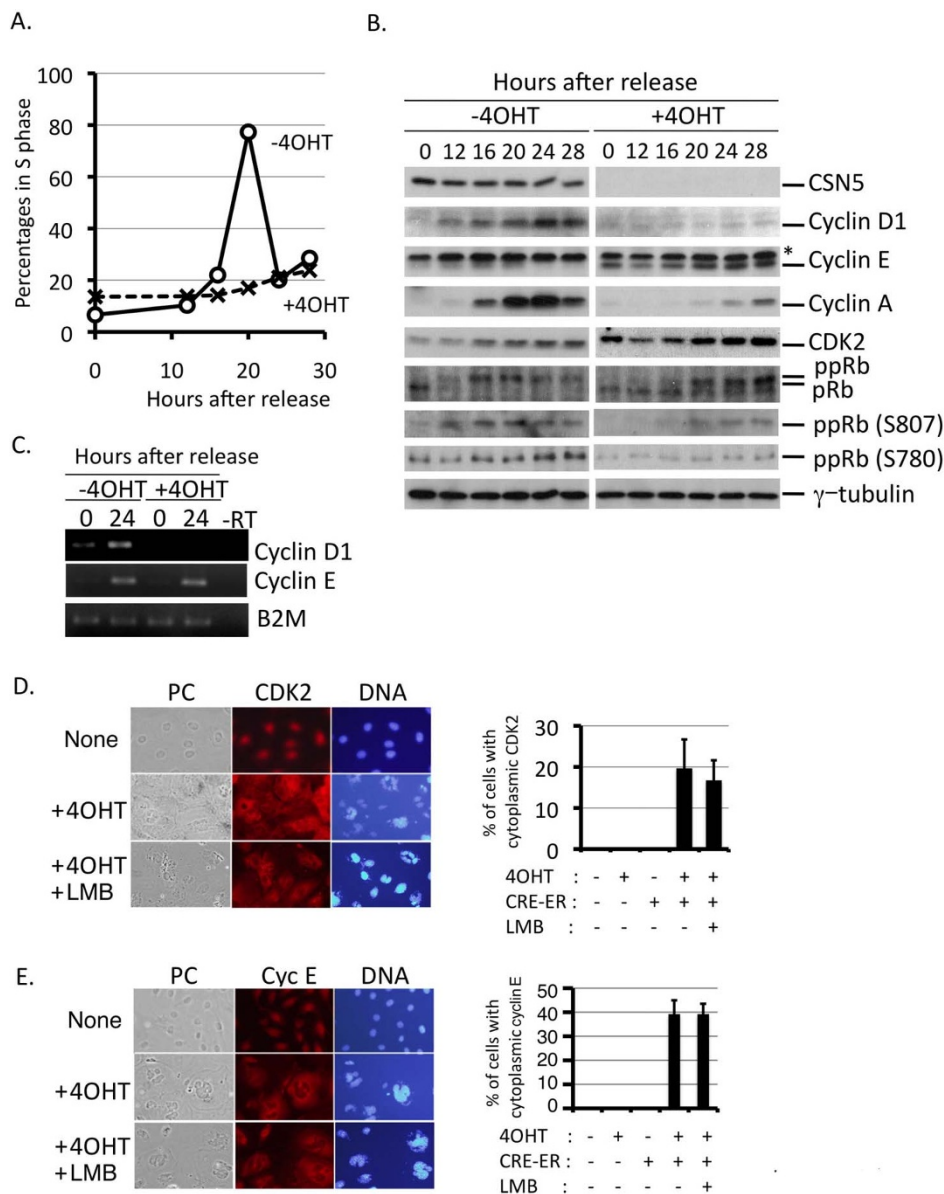 A.
Percentages in S phase
100
80
60
40
20
0
-4OHT
+4OHT
0 10 20 30
Hours after release
B.
Hours after release
-4OHT +4OHT
0 12 16 20 24 28 0 12 16 20 24 28
CSN5
Cyclin D1
*
Cyclin E
Cyclin A
CDK2
ppRb
pRb
ppRb (S807)
ppRb (S780)
γ-tubulin
C.
Hours after release
-4OHT +4OHT
0 24 0 24 -RT
Cyclin D1
Cyclin E
B2M
D.
PC CDK2 DNA
None
+4OHT
+4OHT
+LMB
% of cells with
cytoplasmic CDK2
30
20
10
0
4OHT : - + - + +
CRE-ER : - - + + +
LMB : - - - - +
E.
PC Cyc E DNA
None
+4OHT
+4OHT
+LMB
% of cells with
cytoplasmic cyclin E
50
40
30
20
10
0
4OHT : - + - + +
CRE-ER : - - + + +
LMB : - - - - +